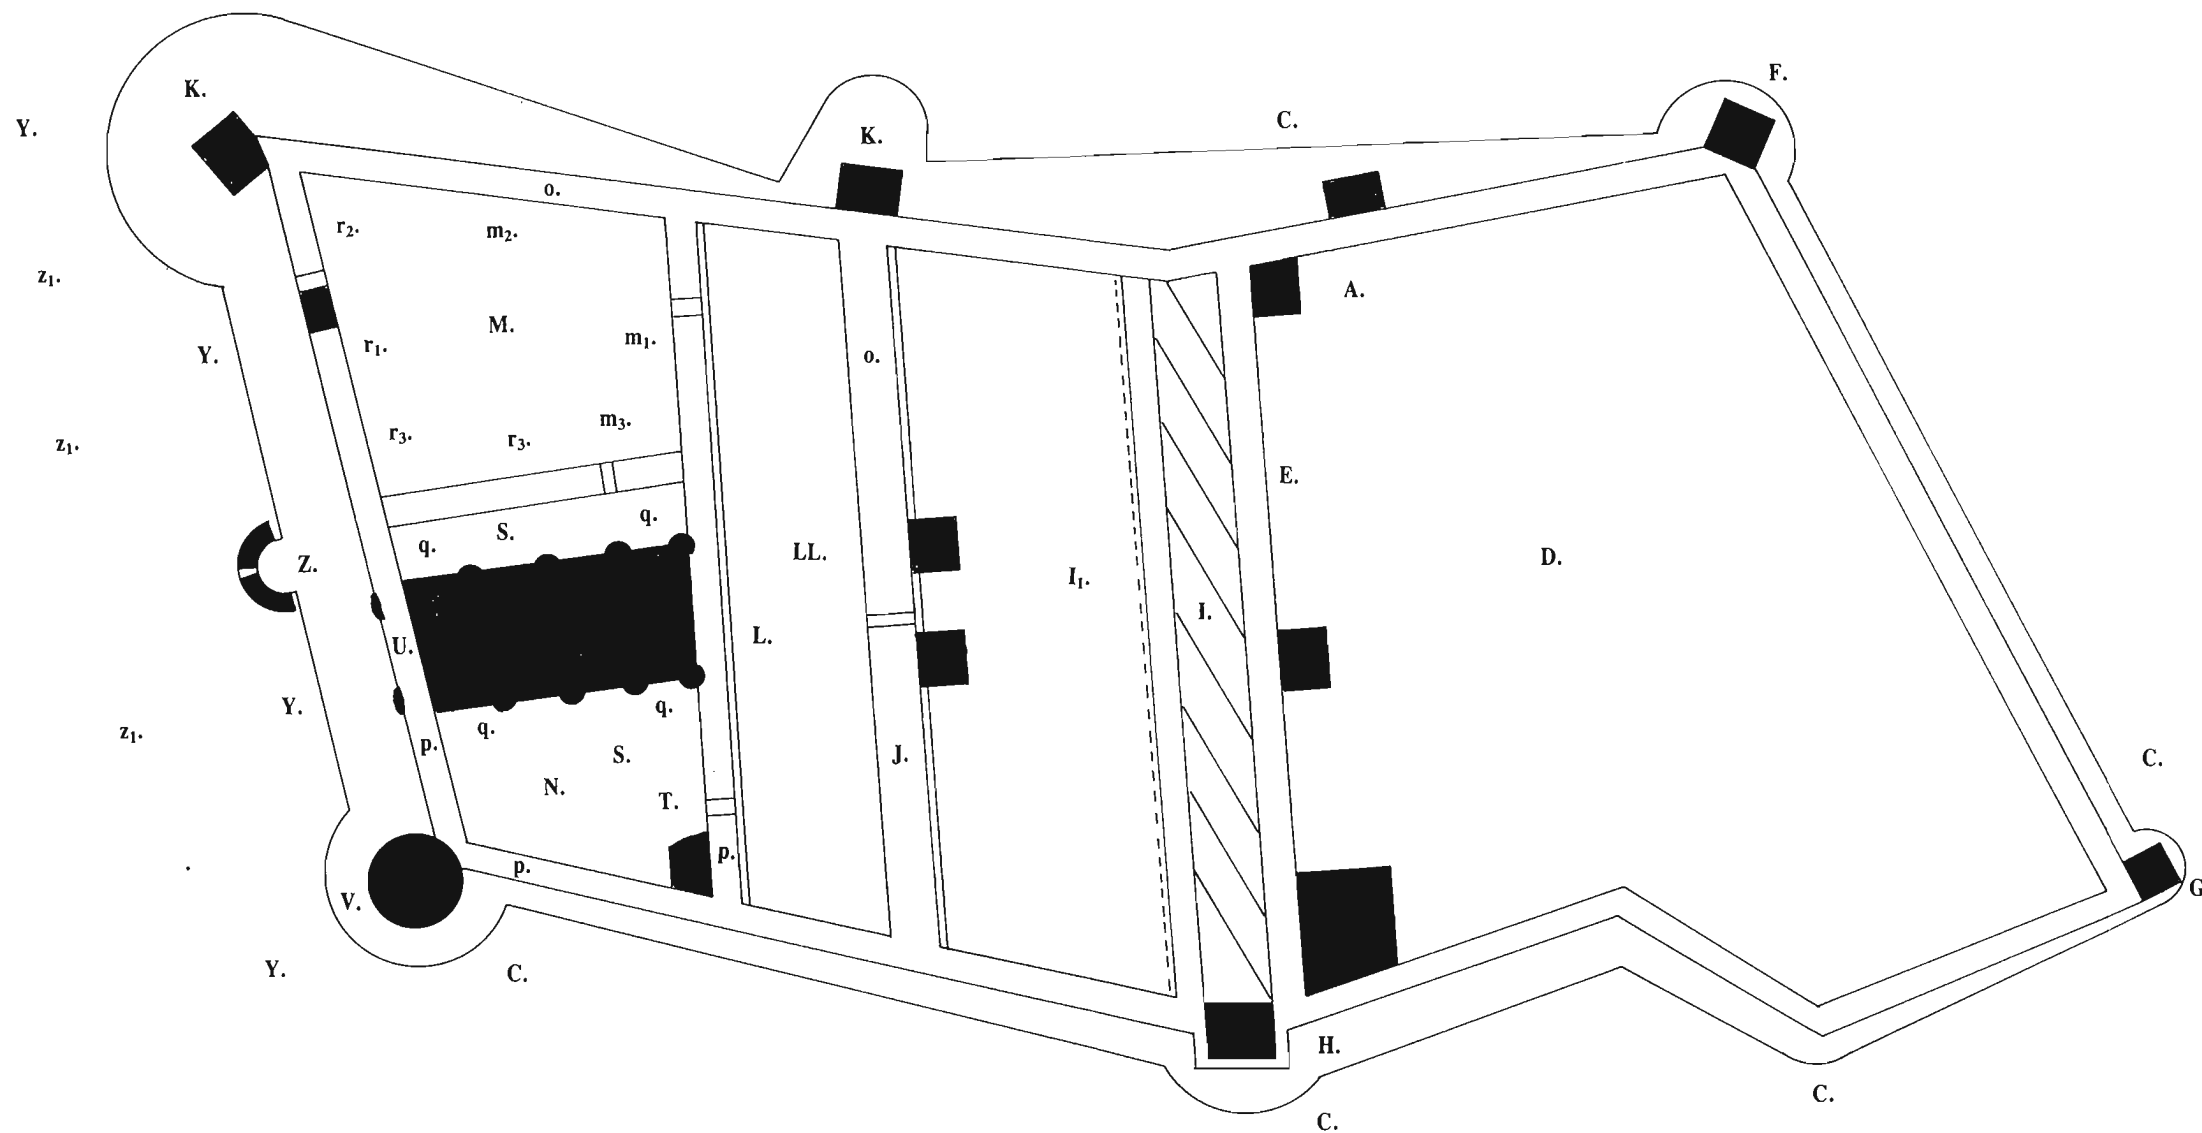 F.
K.
C.
Y.
K.
o.
r₂.
m₂.
z₁.
A.
M.
m₁.
r₁.
Y.
o.
m₃.
r₃.
r₃.
z₁.
E.
q.
S.
q.
LL.
D.
Z.
I₁.
I.
L.
U.
Y.
q.
q.
z₁.
p.
S.
J.
C.
N.
T.
p.
p.
G
V.
Y.
C.
H.
C.
C.